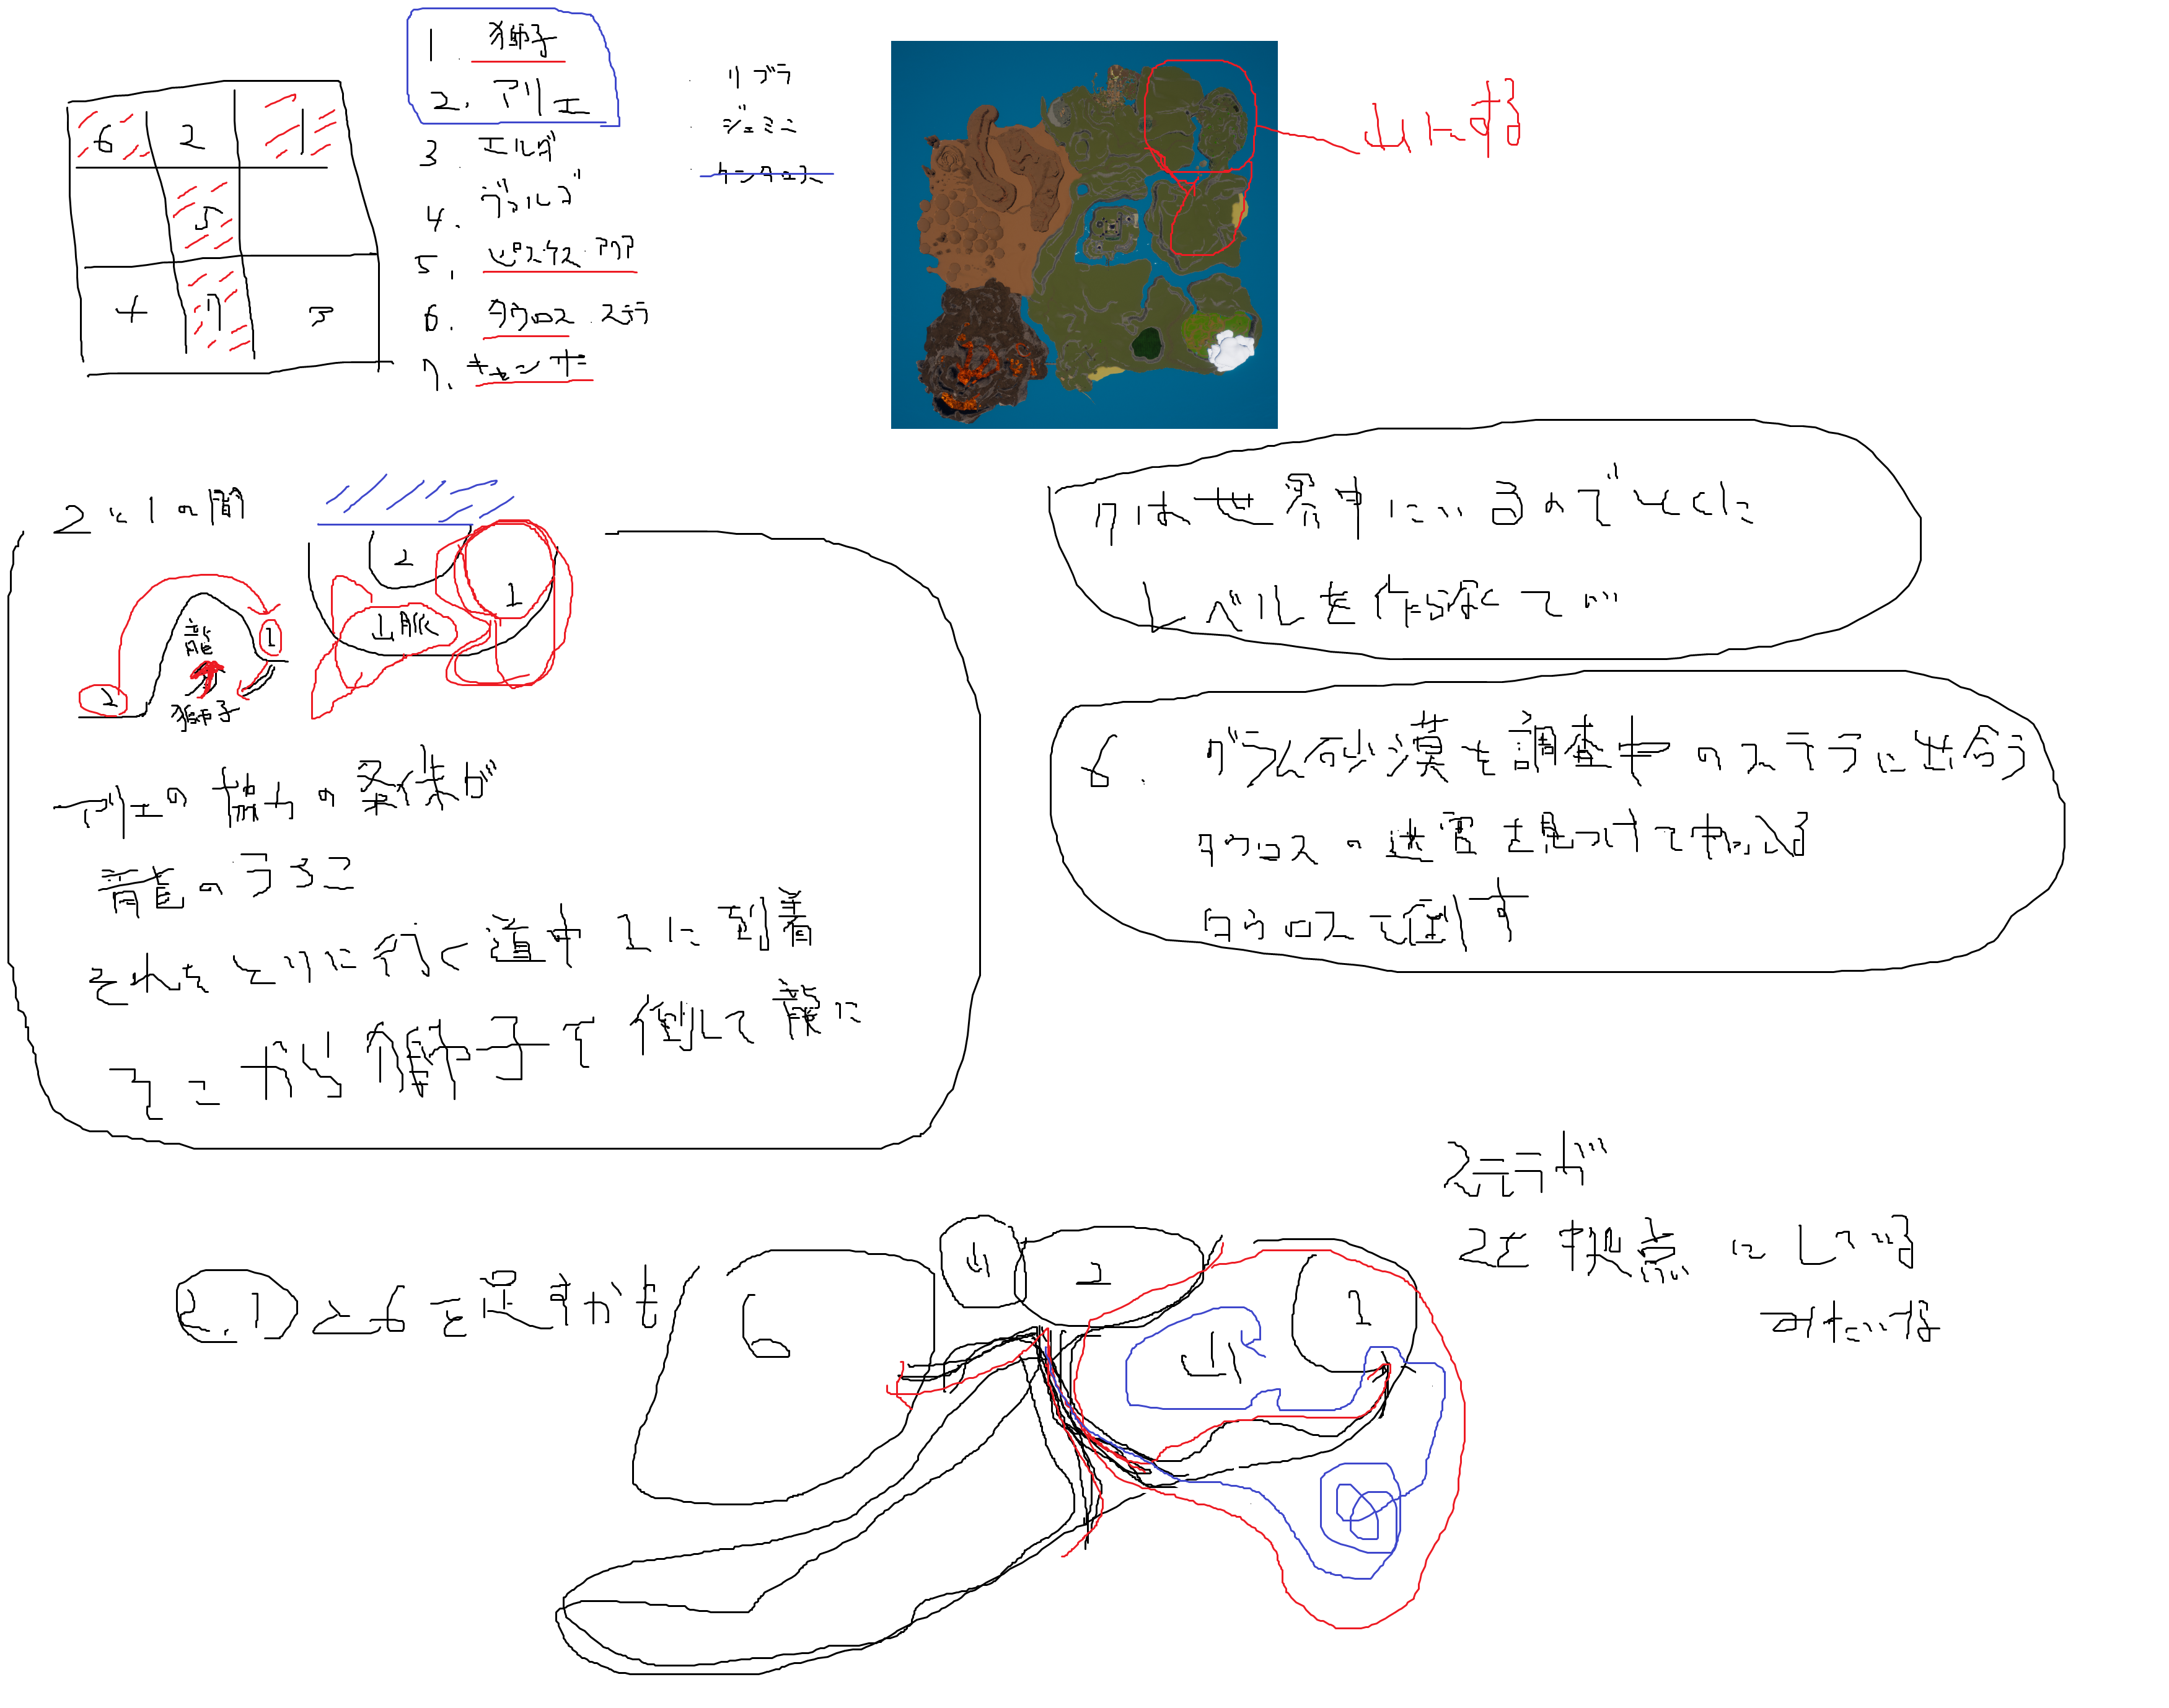 1 獅子
2. アリエ
3 エルダ
4. ヴァルゴ
5. ピスケス・アクア
6. タウロス . ステラ
7. キャンサー
・リブラ
・ジェミニ
・ケンタウロス
山にする
6 2 1
5
4 7 3
2と1の間
2
1
山脈
龍
1
2
獅子
アリエの協力の条件が
龍のうろこ
それをとりに行く道中1に到着
そこから獅子を倒して龍に
7は世界中にいるのでとくに
レベルを作らなくて
6. グラム砂漠を調査中のステラに出会う
タウロスの迷宮を見つけて中に入る
タウロスを倒す
2.1と6を足すかも
6
山
2
山
1
ステラが
2を中拠点にしている
みたいな